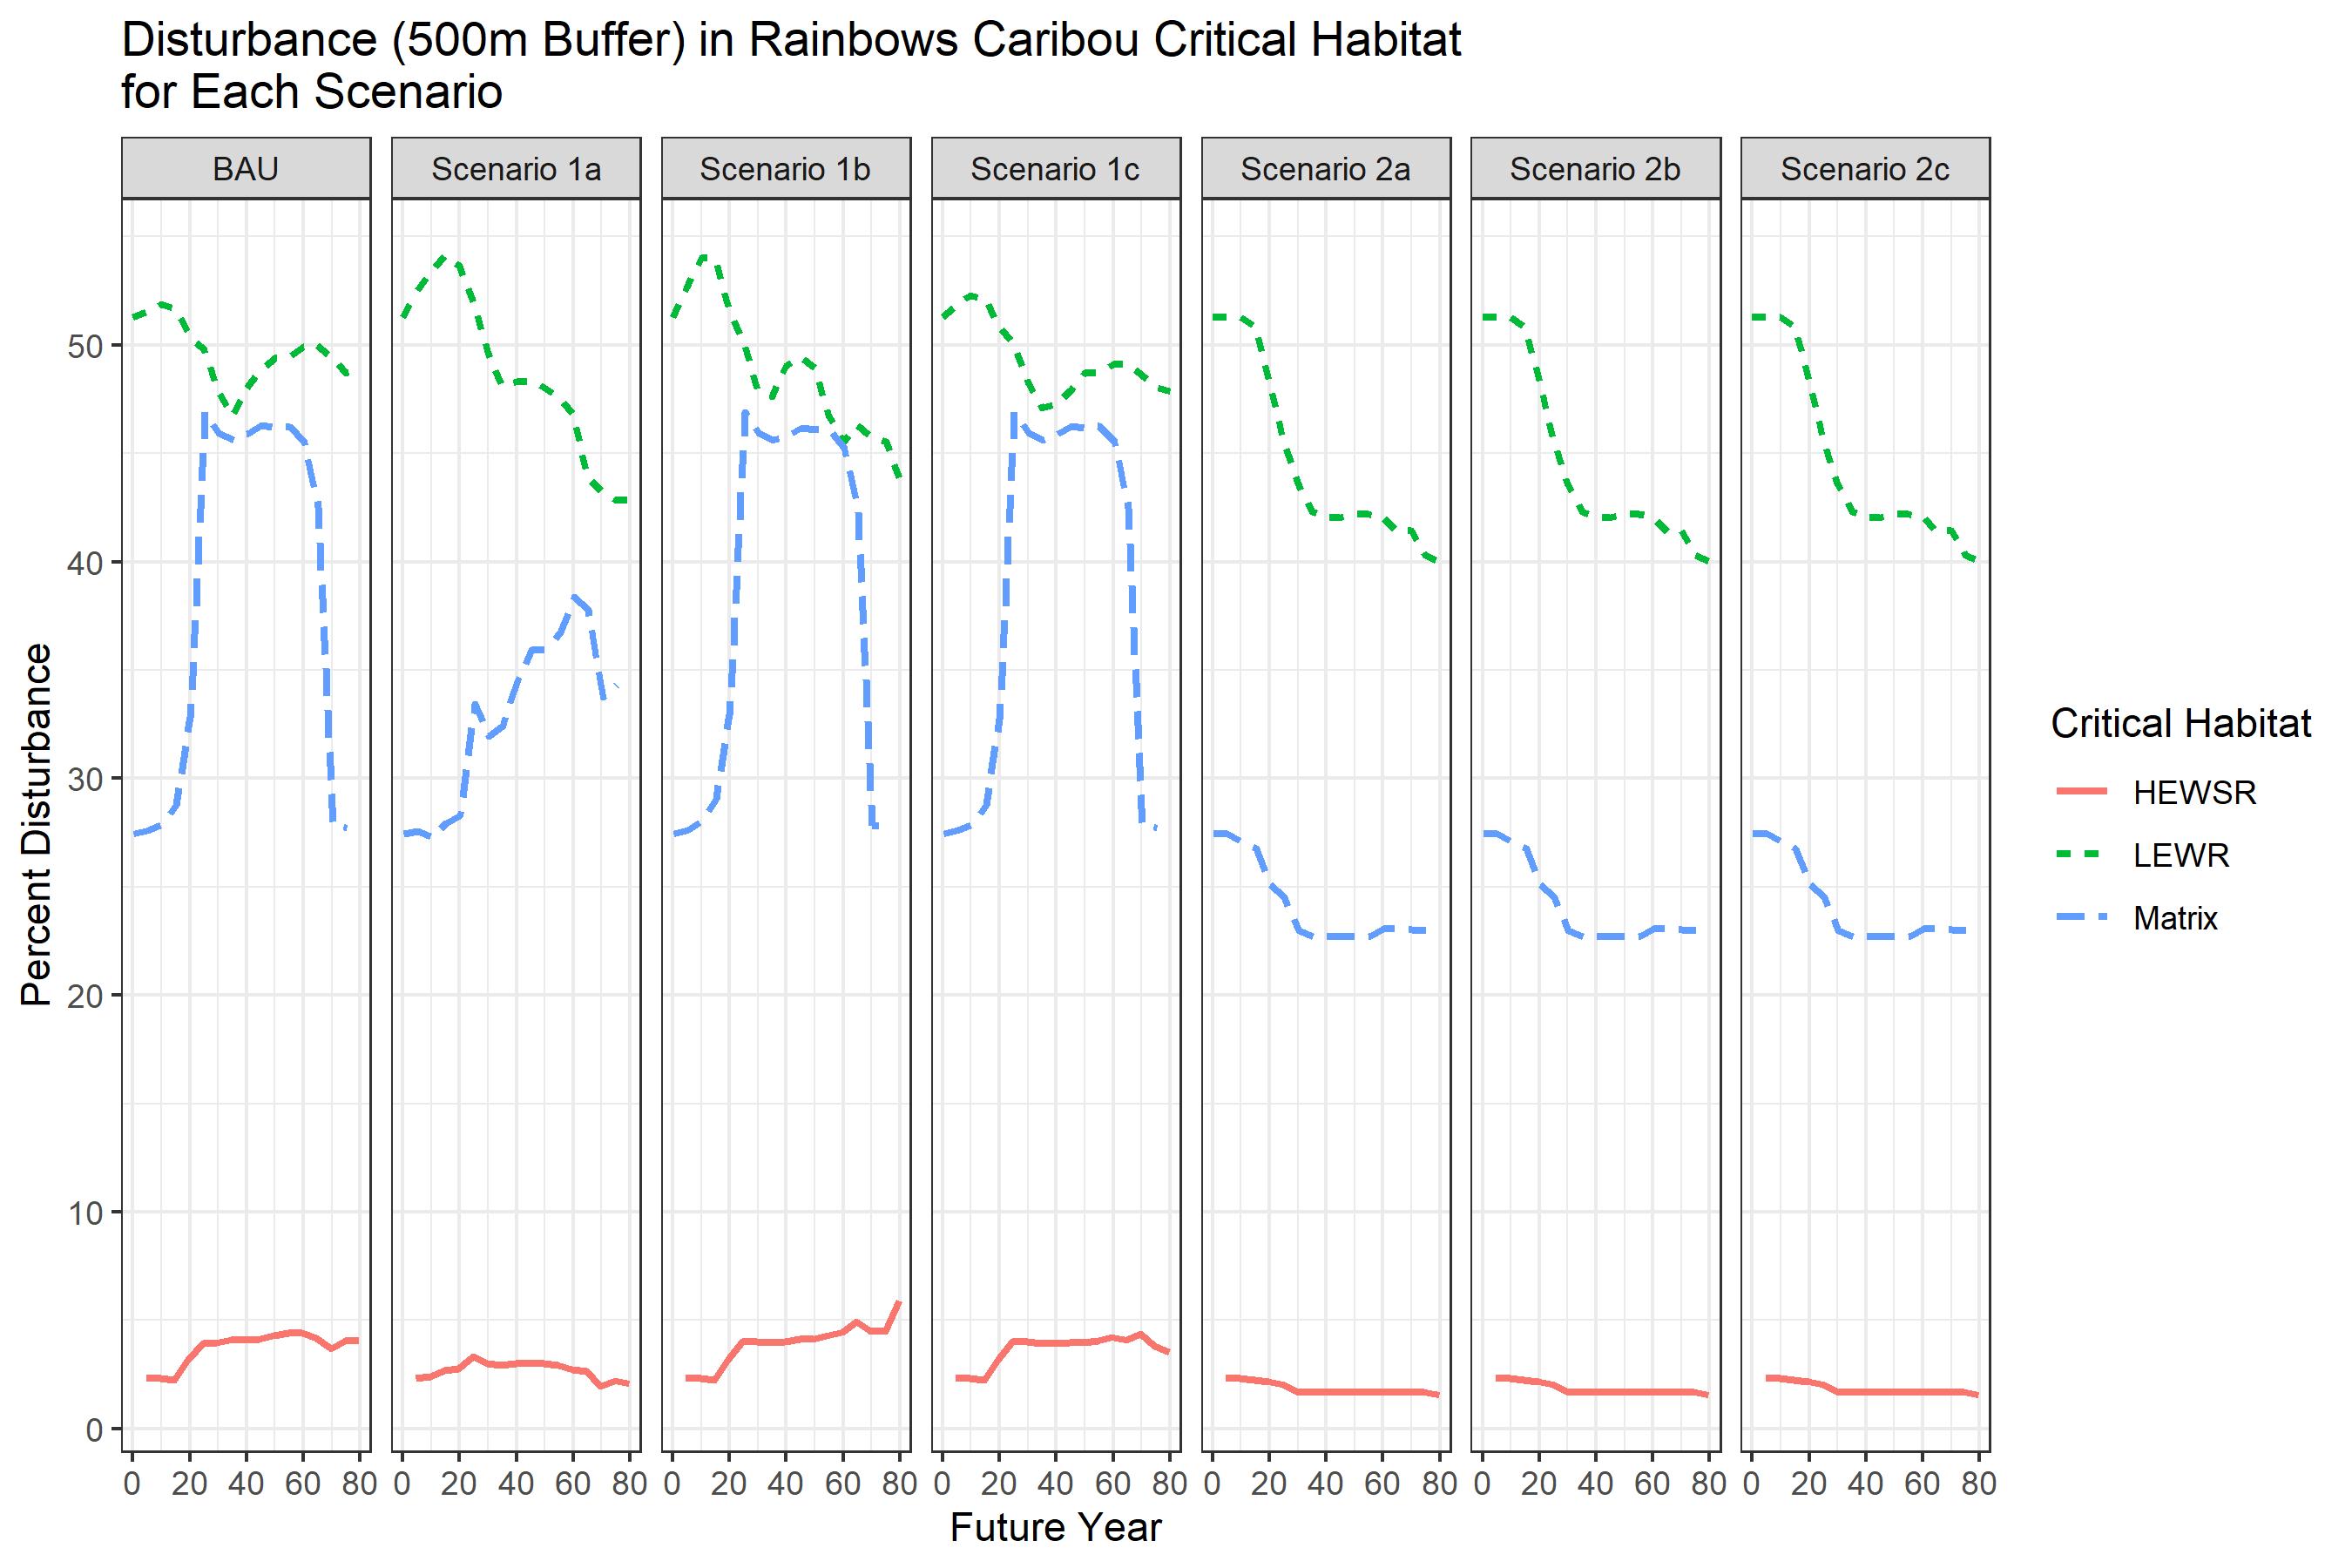 Disturbance (500m Buffer) in Rainbows Caribou Critical Habitat
for Each Scenario
BAU
Scenario 1a
Scenario 1b
Scenario 1c
Scenario 2a
Scenario 2b
Scenario 2c
Percent Disturbance
50
40
30
20
10
0
0 20 40 60 80
0 20 40 60 80
0 20 40 60 80
0 20 40 60 80
0 20 40 60 80
0 20 40 60 80
0 20 40 60 80
Future Year
Critical Habitat
HEWSR
LEWR
Matrix